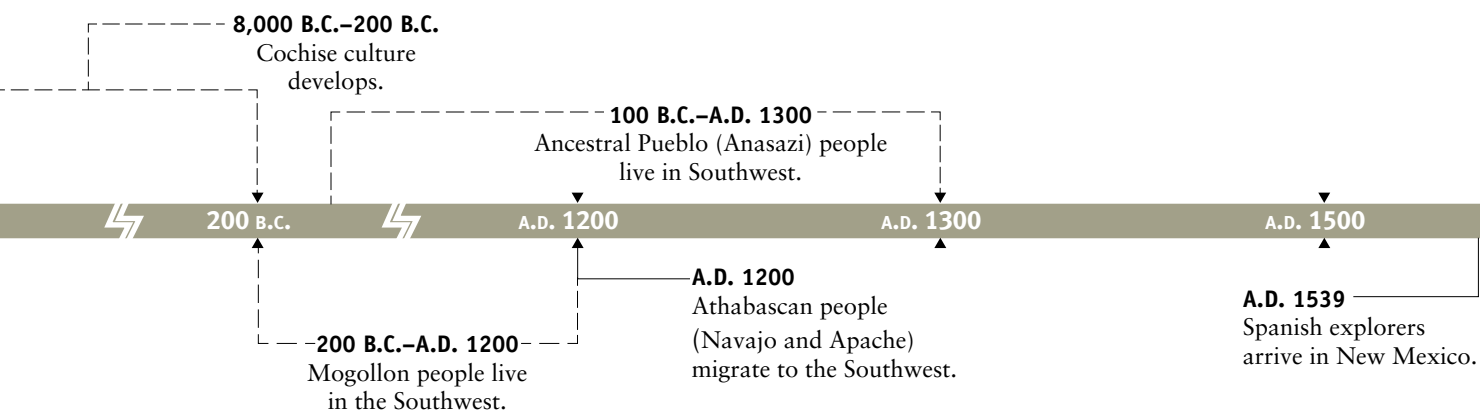 8,000 B.C.–200 B.C.
Cochise culture
develops.
100 B.C.–A.D. 1300
Ancestral Pueblo (Anasazi) people
live in Southwest.
200 B.C.
A.D. 1200
A.D. 1300
A.D. 1500
200 B.C.–A.D. 1200
Mogollon people live
in the Southwest.
A.D. 1200
Athabascan people
(Navajo and Apache)
migrate to the Southwest.
A.D. 1539
Spanish explorers
arrive in New Mexico.